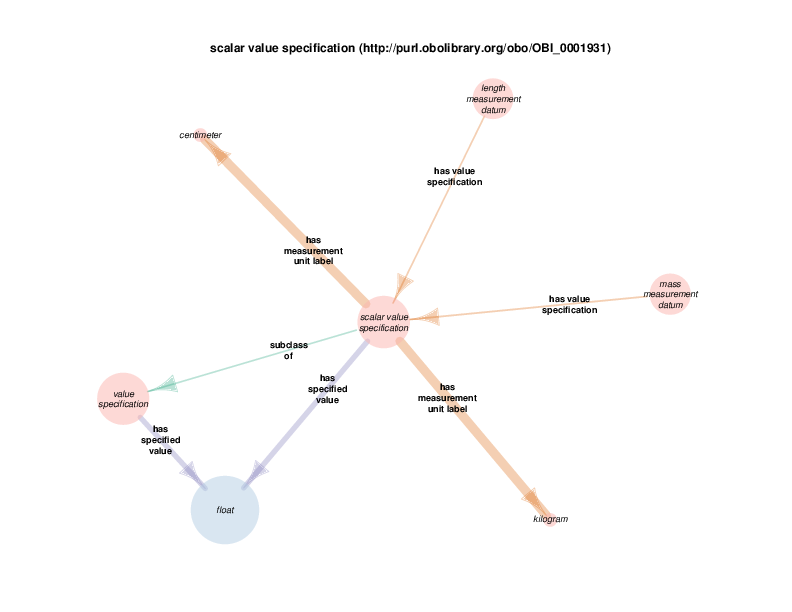 scalar value specification (http://purl.obolibrary.org/obo/OBI_0001931)
length
measurement
datum
centimeter
has value
specification
has
measurement
unit label
mass
measurement
datum
has value
specification
scalar value
specification
subclass
of
has
specified
value
has
measurement
unit label
value
specification
has
specified
value
float
kilogram